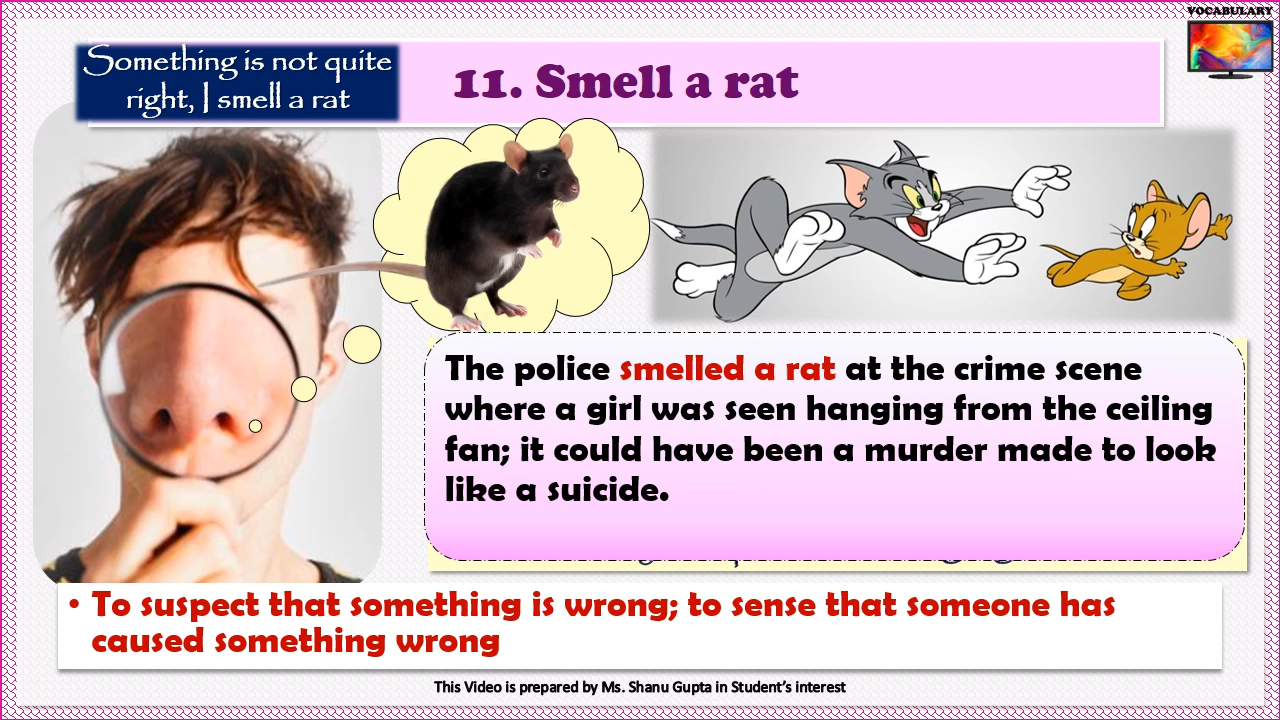 VOCABULARY
Something is not quite
right, I smell a rat
11. Smell a rat
The police smelled a rat at the crime scene
where a girl was seen hanging from the ceiling
fan; it could have been a murder made to look
like a suicide.
• To suspect that something is wrong; to sense that someone has
caused something wrong
This Video is prepared by Ms. Shanu Gupta in Student’s interest